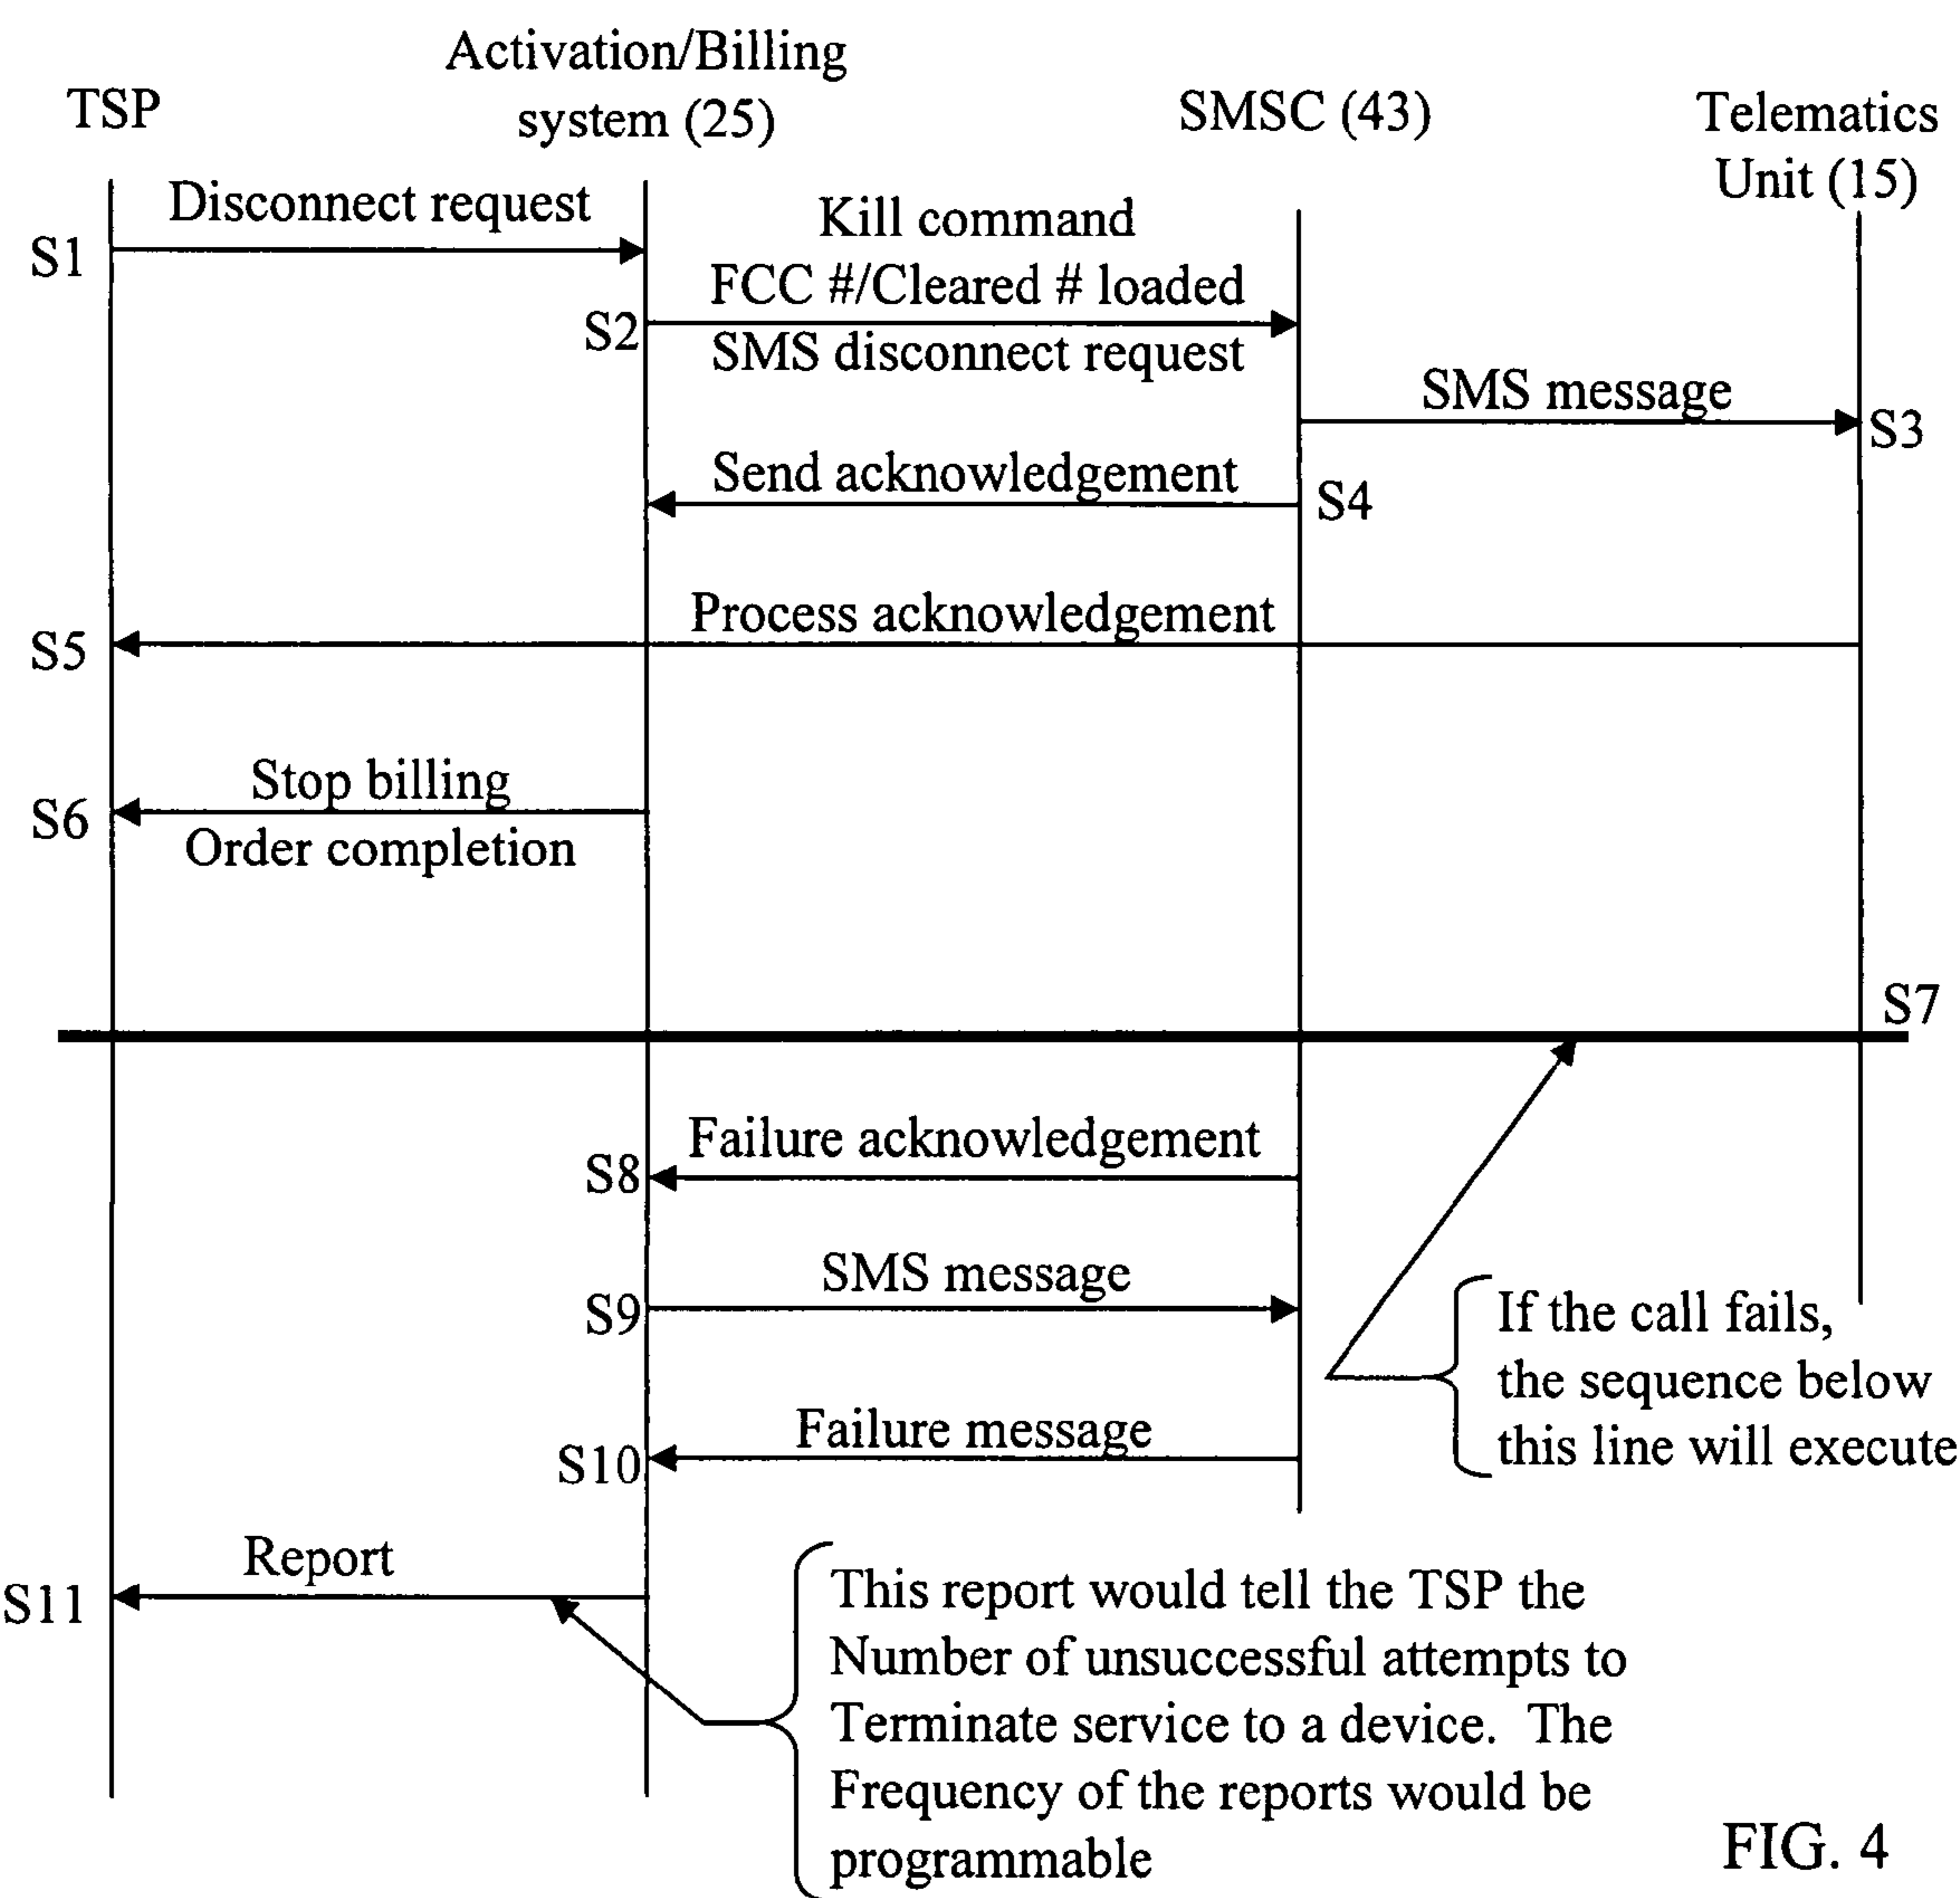 Activation/Billing
system (25)
TSP
SMSC (43)
Telematics
Unit (15)
Disconnect request
S1
Kill command
FCC #/Cleared # loaded
S2
SMS disconnect request
SMS message
S3
Send acknowledgement
S4
Process acknowledgement
S5
Stop billing
S6
Order completion
S7
Failure acknowledgement
S8
SMS message
S9
If the call fails,
the sequence below
this line will execute
Failure message
S10
Report
S11
This report would tell the TSP the
Number of unsuccessful attempts to
Terminate service to a device. The
Frequency of the reports would be
programmable
FIG. 4